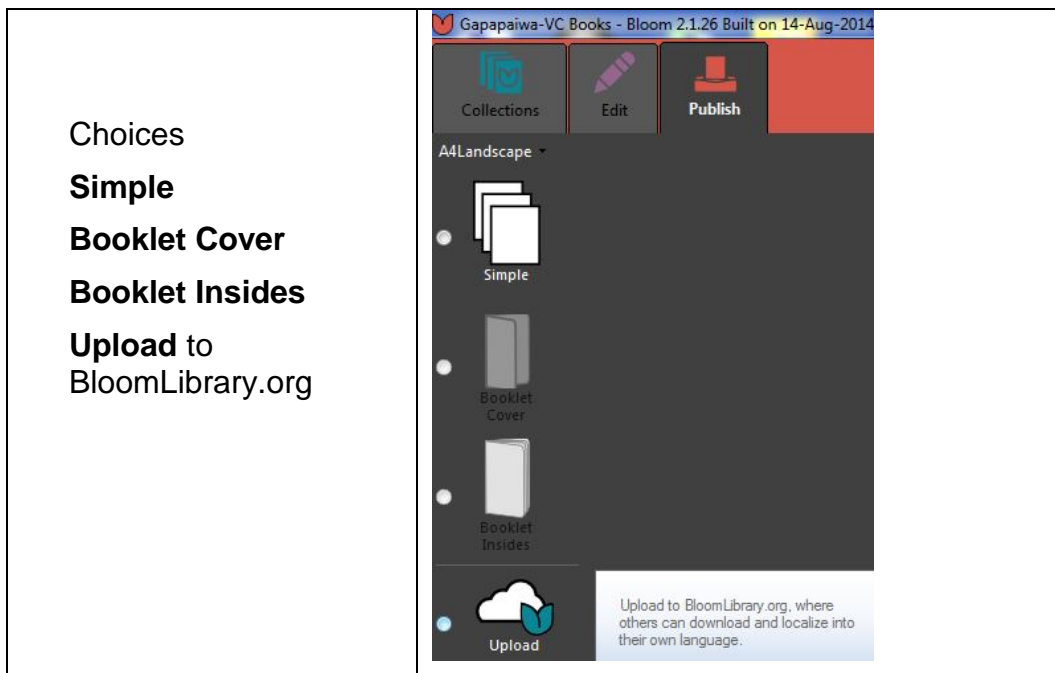 Choices
Simple
Booklet Cover
Booklet Insides
Upload to
BloomLibrary.org
Gapapaiwa-VC Books - Bloom 2.1.26 Built on 14-Aug-2014
Collections
Edit
Publish
A4Landscape
Simple
Booklet
Cover
Booklet
Insides
Upload
Upload to BloomLibrary.org, where
others can download and localize into
their own language.